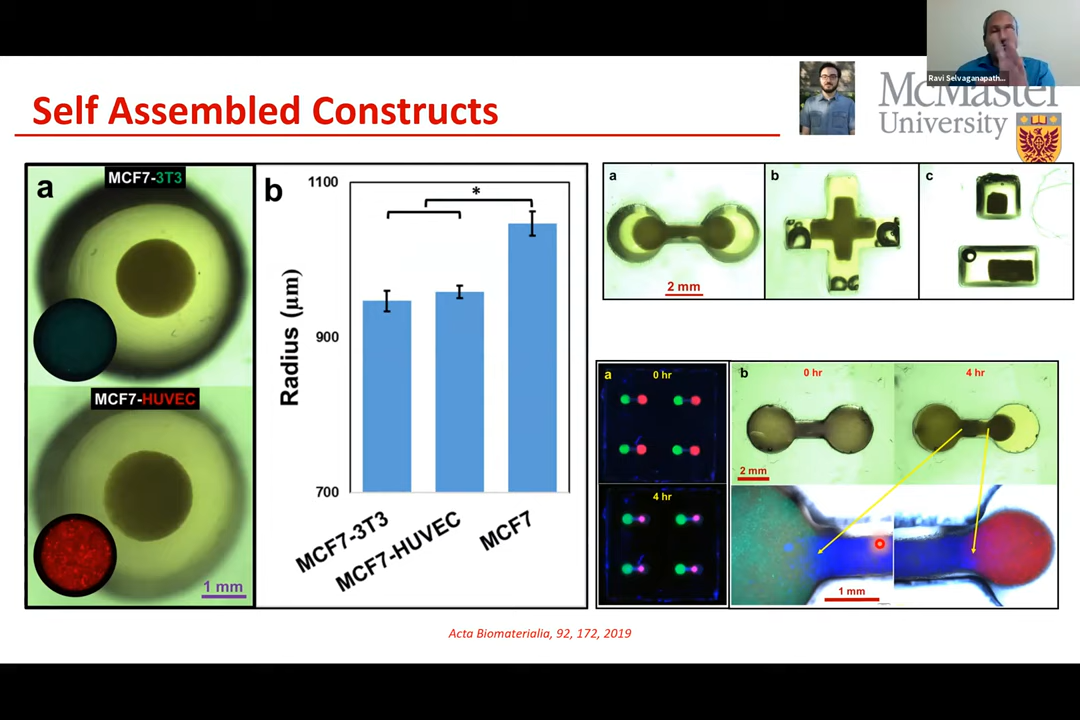 Ravi Selvaganapath...
McMaster
University
Self Assembled Constructs
a
MCF7-3T3
MCF7-HUVEC
1 mm
b
1100
900
700
Radius (μm)
*
MCF7-3T3
MCF7-HUVEC
MCF7
a
b
c
2 mm
a
0 hr
4 hr
b
0 hr
4 hr
2 mm
1 mm
Acta Biomaterialia, 92, 172, 2019